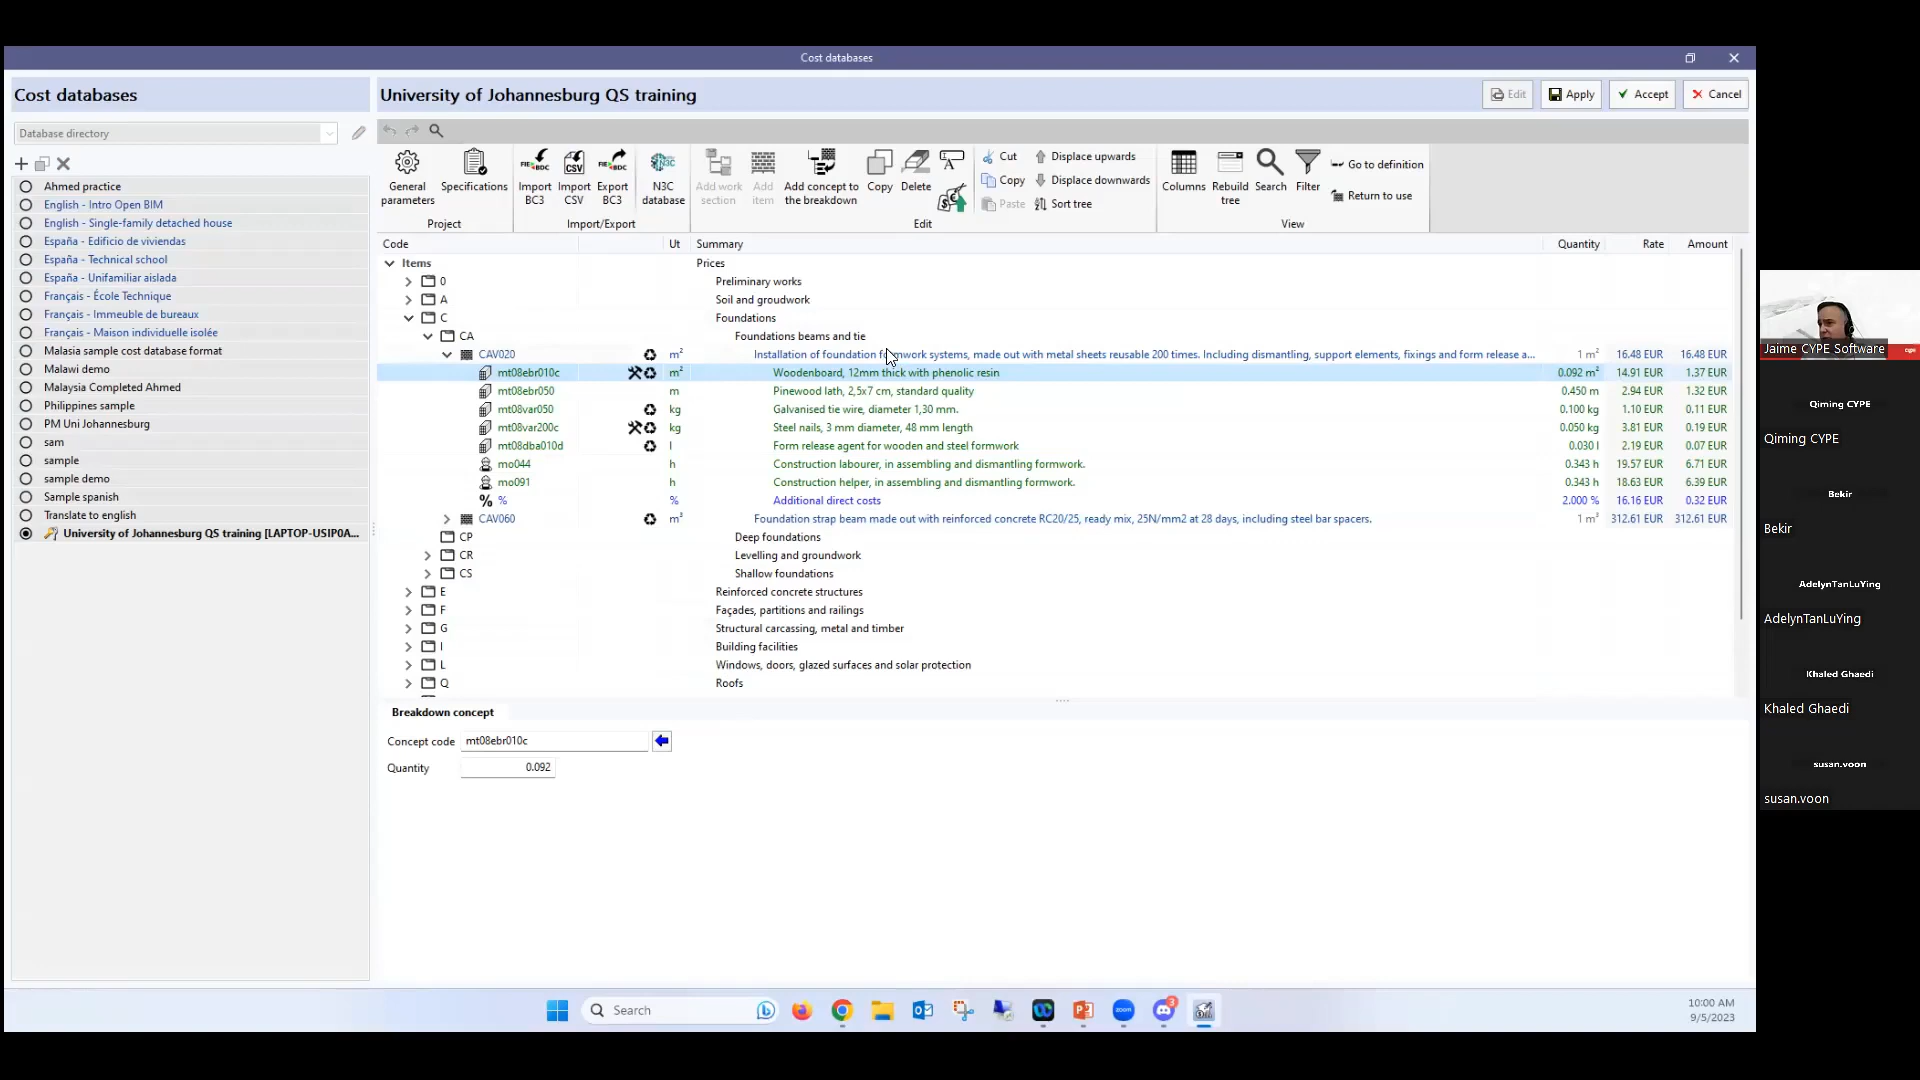 Cost databases
Cost databases
University of Johannesburg QS training
Edit
Apply
Accept
Cancel
Database directory
General parameters
Specifications
Import BC3
Import CSV
Export BC3
N3C database
Add work section
Add item
Add concept to the breakdown
Copy
Delete
Cut
Copy
Paste
Displace upwards
Displace downwards
Sort tree
Columns
Rebuild tree
Search
Filter
Go to definition
Return to use
Project
Import/Export
Edit
View
Ahmed practice
English - Intro Open BIM
English - Single-family detached house
España - Edificio de viviendas
España - Technical school
España - Unifamiliar aislada
Français - École Technique
Français - Immeuble de bureaux
Français - Maison individuelle isolée
Malasia sample cost database format
Malawi demo
Malaysia Completed Ahmed
Philippines sample
PM Uni Johannesburg
sam
sample
sample demo
Sample spanish
Translate to english
University of Johannesburg QS training [LAPTOP-USIP0A...
Code Ut Summary Quantity Rate Amount
Items Prices
0 Preliminary works
A Soil and groudwork
C Foundations
CA Foundations beams and tie
CAV020 m² Installation of foundation formwork systems, made out with metal sheets reusable 200 times. Including dismantling, support elements, fixings and form release a... 1 m² 16.48 EUR 16.48 EUR
mt08ebr010c m² Woodenboard, 12mm thick with phenolic resin 0.092 m² 14.91 EUR 1.37 EUR
mt08ebr050 m Pinewood lath, 2,5x7 cm, standard quality 0.450 m 2.94 EUR 1.32 EUR
mt08var050 kg Galvanised tie wire, diameter 1,30 mm. 0.100 kg 1.10 EUR 0.11 EUR
mt08var200c kg Steel nails, 3 mm diameter, 48 mm length 0.050 kg 3.81 EUR 0.19 EUR
mt08dba010d l Form release agent for wooden and steel formwork 0.030 l 2.19 EUR 0.07 EUR
mo044 h Construction labourer, in assembling and dismantling formwork. 0.343 h 19.57 EUR 6.71 EUR
mo091 h Construction helper, in assembling and dismantling formwork. 0.343 h 18.63 EUR 6.39 EUR
% % % Additional direct costs 2.000 % 16.16 EUR 0.32 EUR
CAV060 m³ Foundation strap beam made out with reinforced concrete RC20/25, ready mix, 25N/mm2 at 28 days, including steel bar spacers. 1 m³ 312.61 EUR 312.61 EUR
CP Deep foundations
CR Levelling and groundwork
CS Shallow foundations
E Reinforced concrete structures
F Façades, partitions and railings
G Structural carcassing, metal and timber
I Building facilities
L Windows, doors, glazed surfaces and solar protection
Q Roofs
Breakdown concept
Concept code mt08ebr010c
Quantity 0.092
Search
3
zoom
10:00 AM
9/5/2023
Jaime CYPE Software
Qiming CYPE
Qiming CYPE
Bekir
Bekir
AdelynTanLuYing
AdelynTanLuYing
Khaled Ghaedi
Khaled Ghaedi
susan.voon
susan.voon